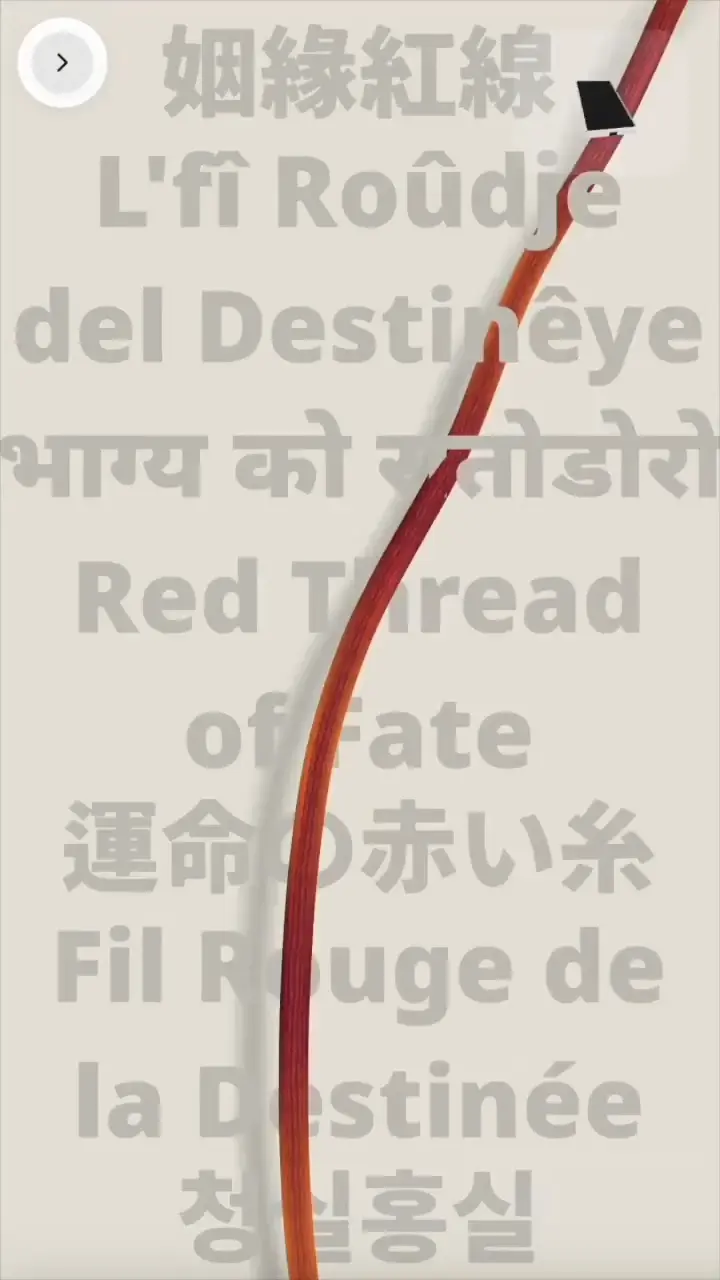 姻緣紅線
L'fî Roûdje
del Destinêye
भाग्य को रातोडोरो
Red Thread
of Fate
運命の赤い糸
Fil Rouge de
la Destinée
청실홍실